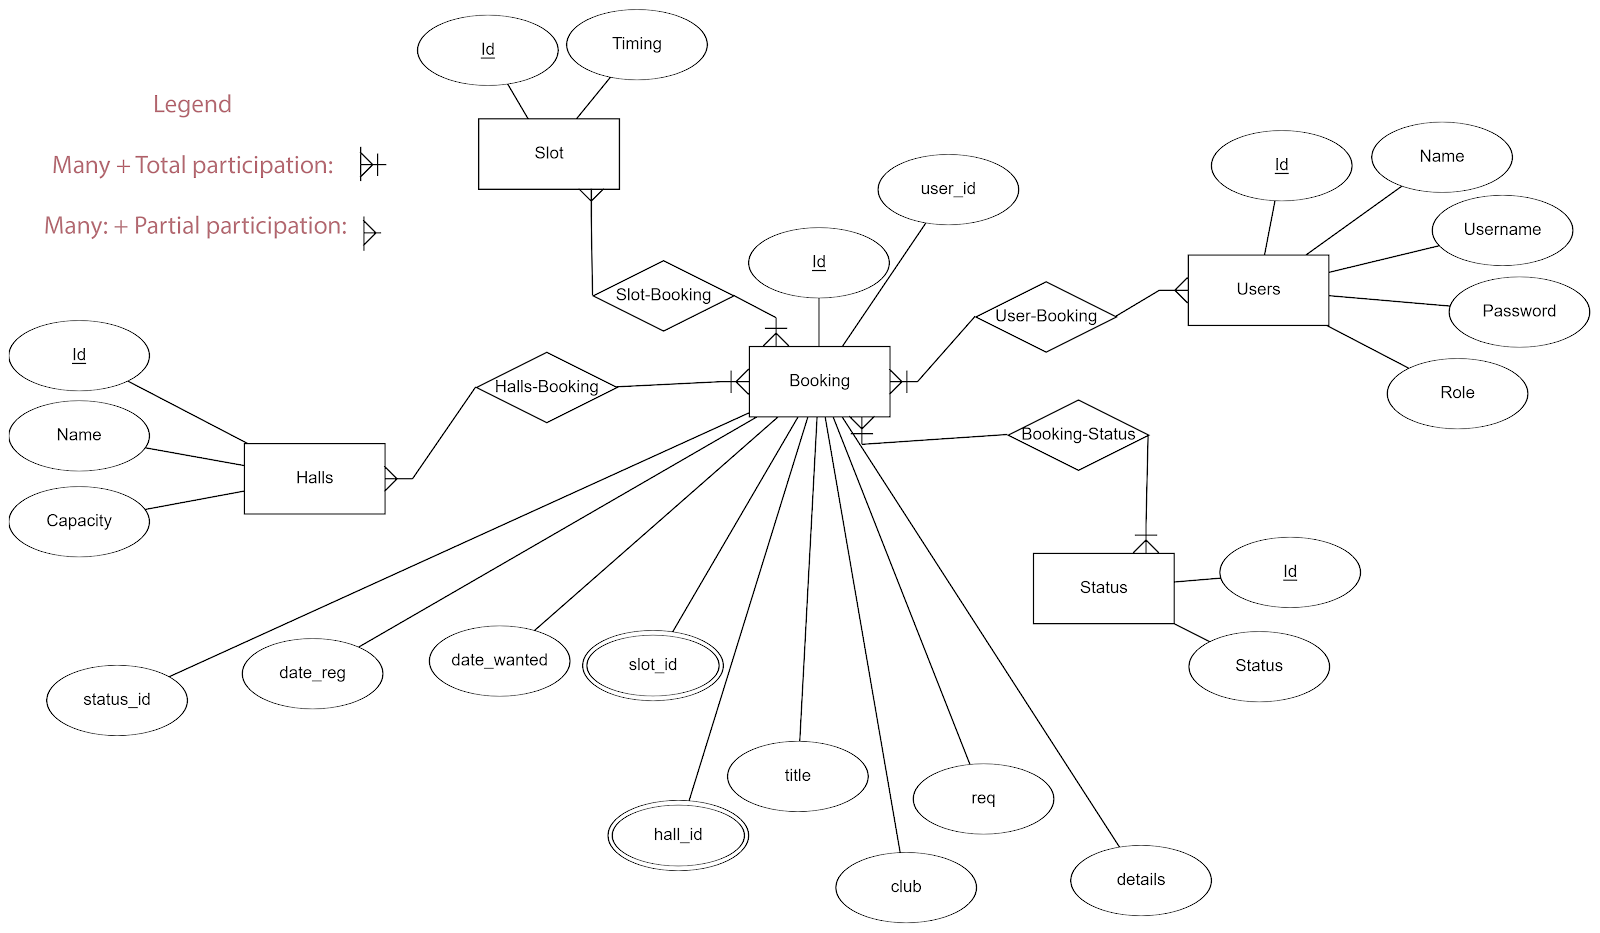 Legend
Many + Total participation:
Many: + Partial participation:
Id
Timing
Slot
user_id
Id
Slot-Booking
Booking
Id
Name
Username
Password
Role
Users
User-Booking
Id
Name
Capacity
Halls
Halls-Booking
Booking-Status
Status
Id
Status
status_id
date_reg
date_wanted
slot_id
hall_id
title
club
req
details